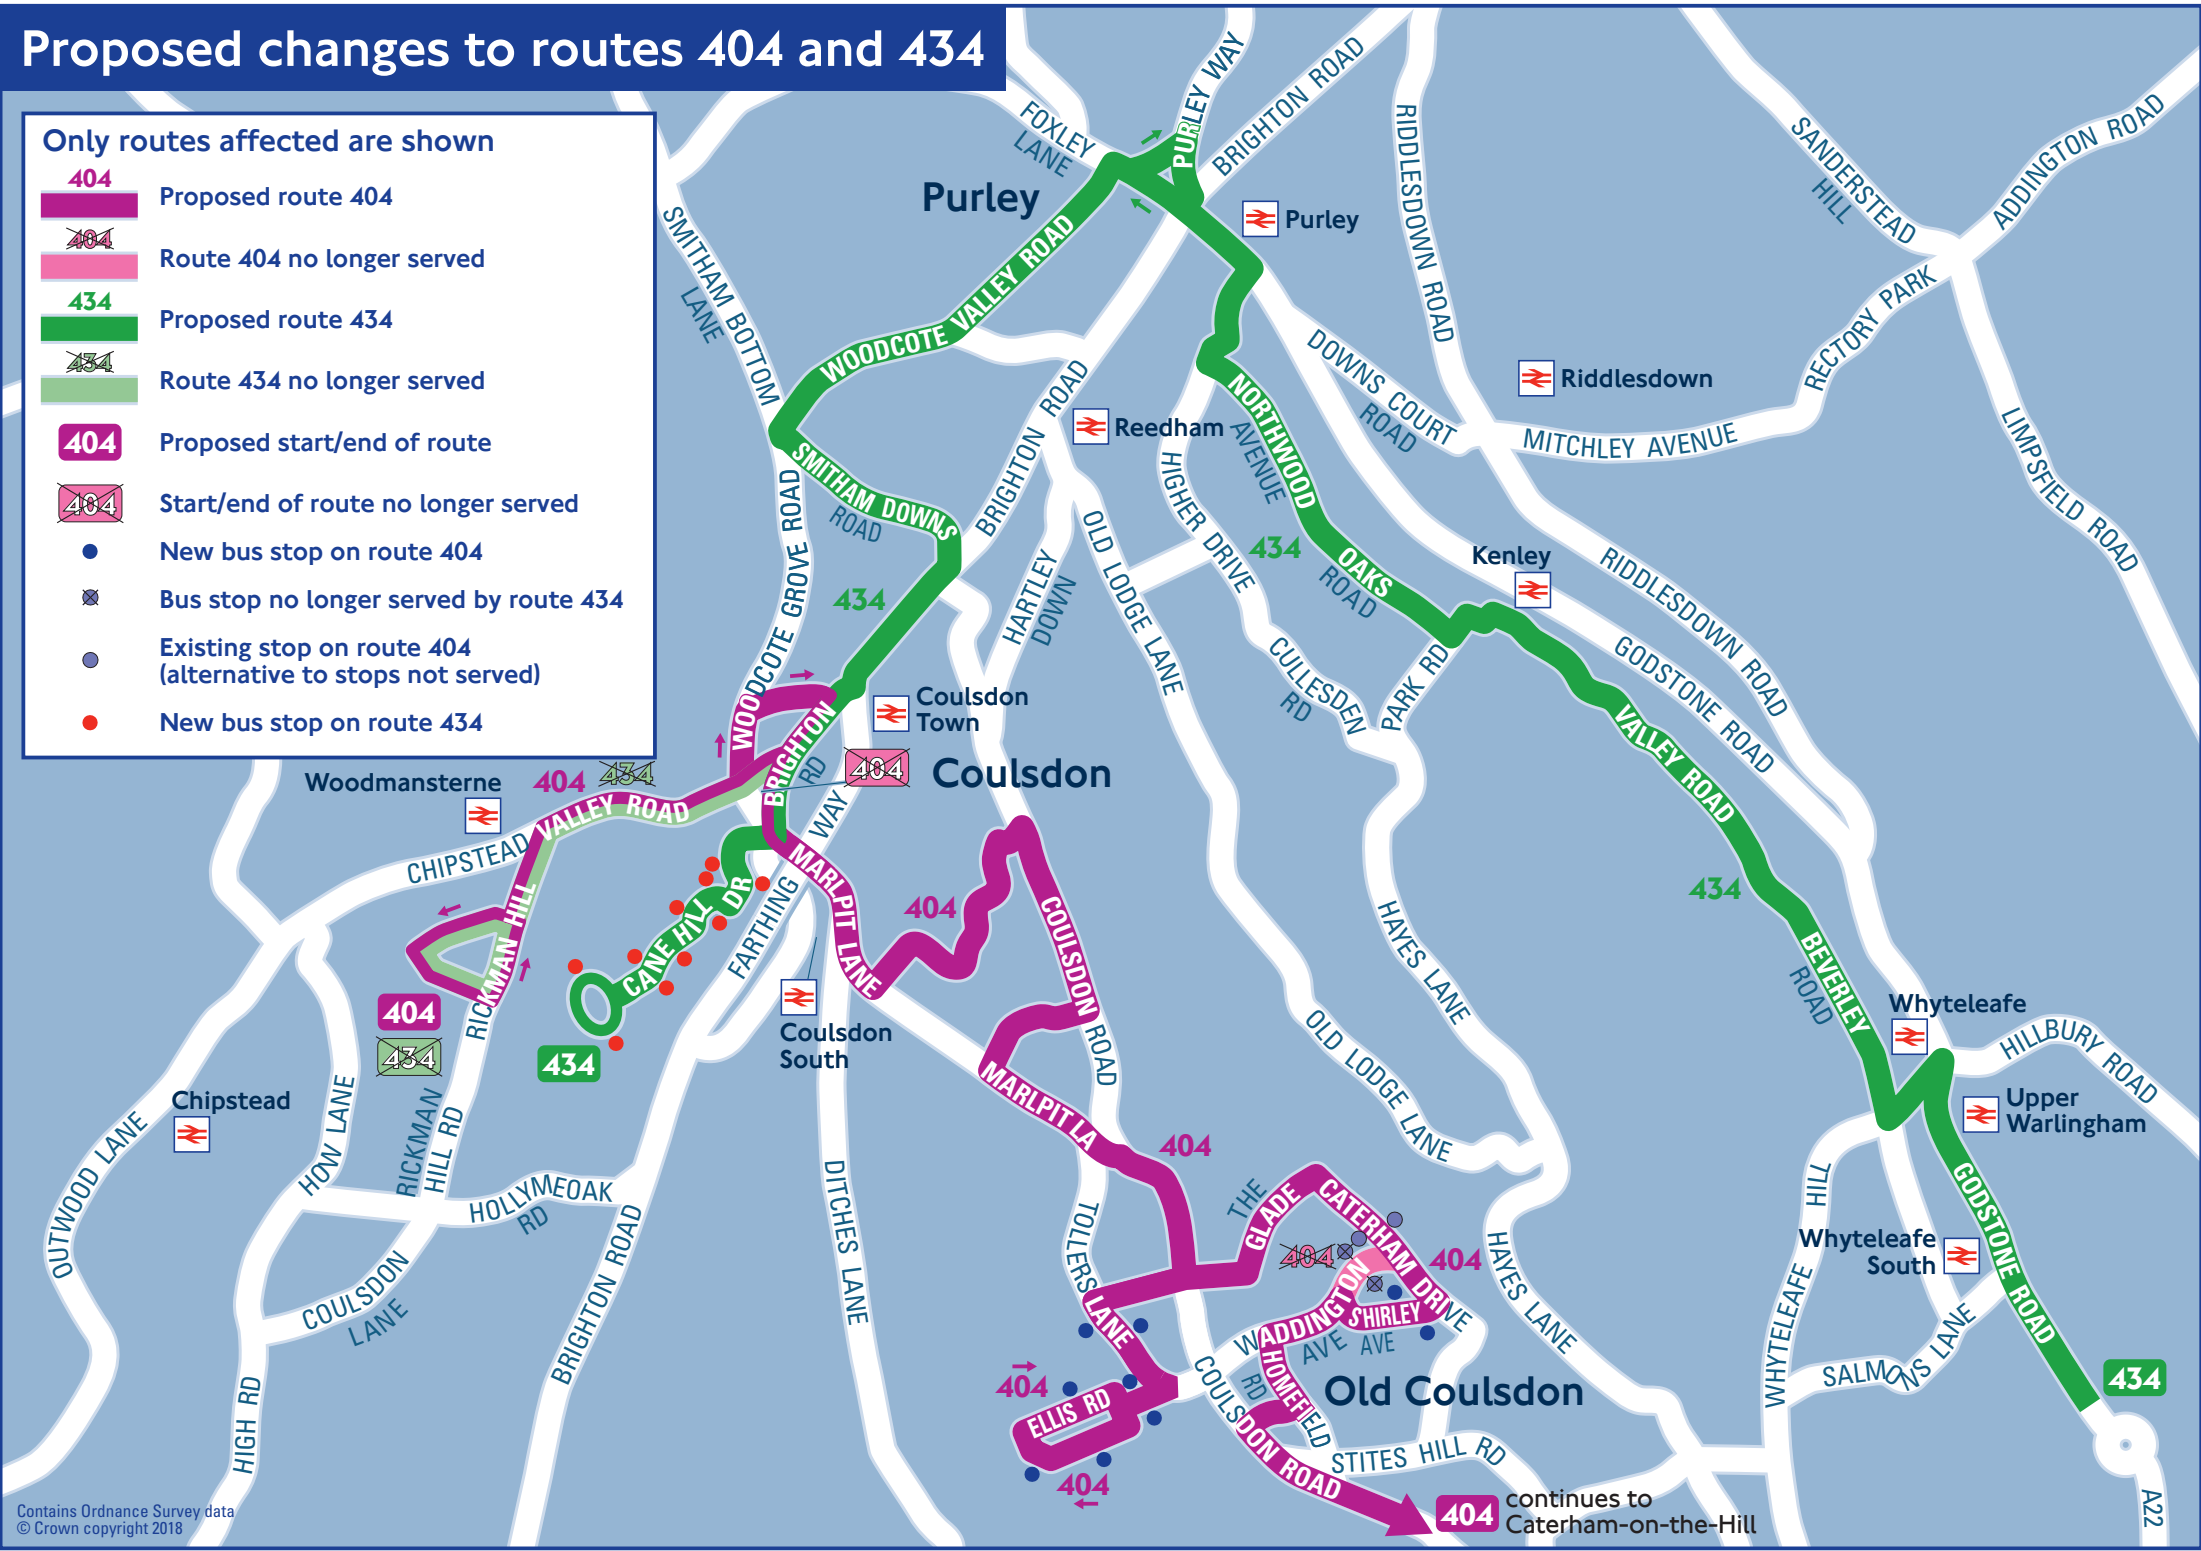 Proposed changes to routes 404 and 434
Only routes affected are shown
404
Proposed route 404
404
Route 404 no longer served
434
Proposed route 434
434
Route 434 no longer served
404
Proposed start/end of route
404
Start/end of route no longer served
New bus stop on route 404
Bus stop no longer served by route 434
Existing stop on route 404
(alternative to stops not served)
New bus stop on route 434
FOXLEY
LANE
PURLEY WAY
BRIGHTON ROAD
RIDDLESDOWN ROAD
SANDERSTEAD
HILL
ADDINGTON ROAD
Purley
Purley
SMITHAM BOTTOM
LANE
WOODCOTE VALLEY ROAD
DOWNS COURT
ROAD
RECTORY PARK
Riddlesdown
MITCHLEY AVENUE
LIMPSFIELD ROAD
Reedham
BRIGHTON ROAD
NORTHWOOD
AVENUE
SMITHAM DOWNS
ROAD
WOODCOTE GROVE ROAD
HIGHER DRIVE
434
OAKS
ROAD
Kenley
434
HARTLEY
DOWN
OLD LODGE LANE
CULLESDEN
RD
PARK RD
RIDDLESDOWN ROAD
GODSTONE ROAD
VALLEY ROAD
Coulsdon
Town
BRIGHTON
RD
404
Coulsdon
Woodmansterne
404
434
CHIPSTEAD VALLEY ROAD
FARTHING WAY
MARLPIT LANE
CANE HILL DR
404
COULSDON ROAD
434
HAYES LANE
RICKMAN HILL
404
434
434
Coulsdon
South
BEVERLEY
ROAD
Whyteleafe
HILLBURY ROAD
Upper
Warlingham
OLD LODGE LANE
Chipstead
OUTWOOD LANE
HOW LANE
RICKMAN
HILL RD
HOLLYMEOAK
RD
MARLPIT LA
404
DITCHES LANE
TOLLERS LANE
THE
GLADE
CATERHAM DRIVE
404
404
HAYES LANE
Whyteleafe
South
GODSTONE ROAD
WHYTELEAFE HILL
COULSDON
LANE
BRIGHTON ROAD
WADDINGTON
AVE
SHIRLEY
AVE
SALMONS LANE
434
HIGH RD
404
ELLIS RD
404
HOMEFIELD
RD
Old Coulsdon
COULSDON ROAD
STITES HILL RD
404
continues to
Caterham-on-the-Hill
A22
Contains Ordnance Survey data
© Crown copyright 2018